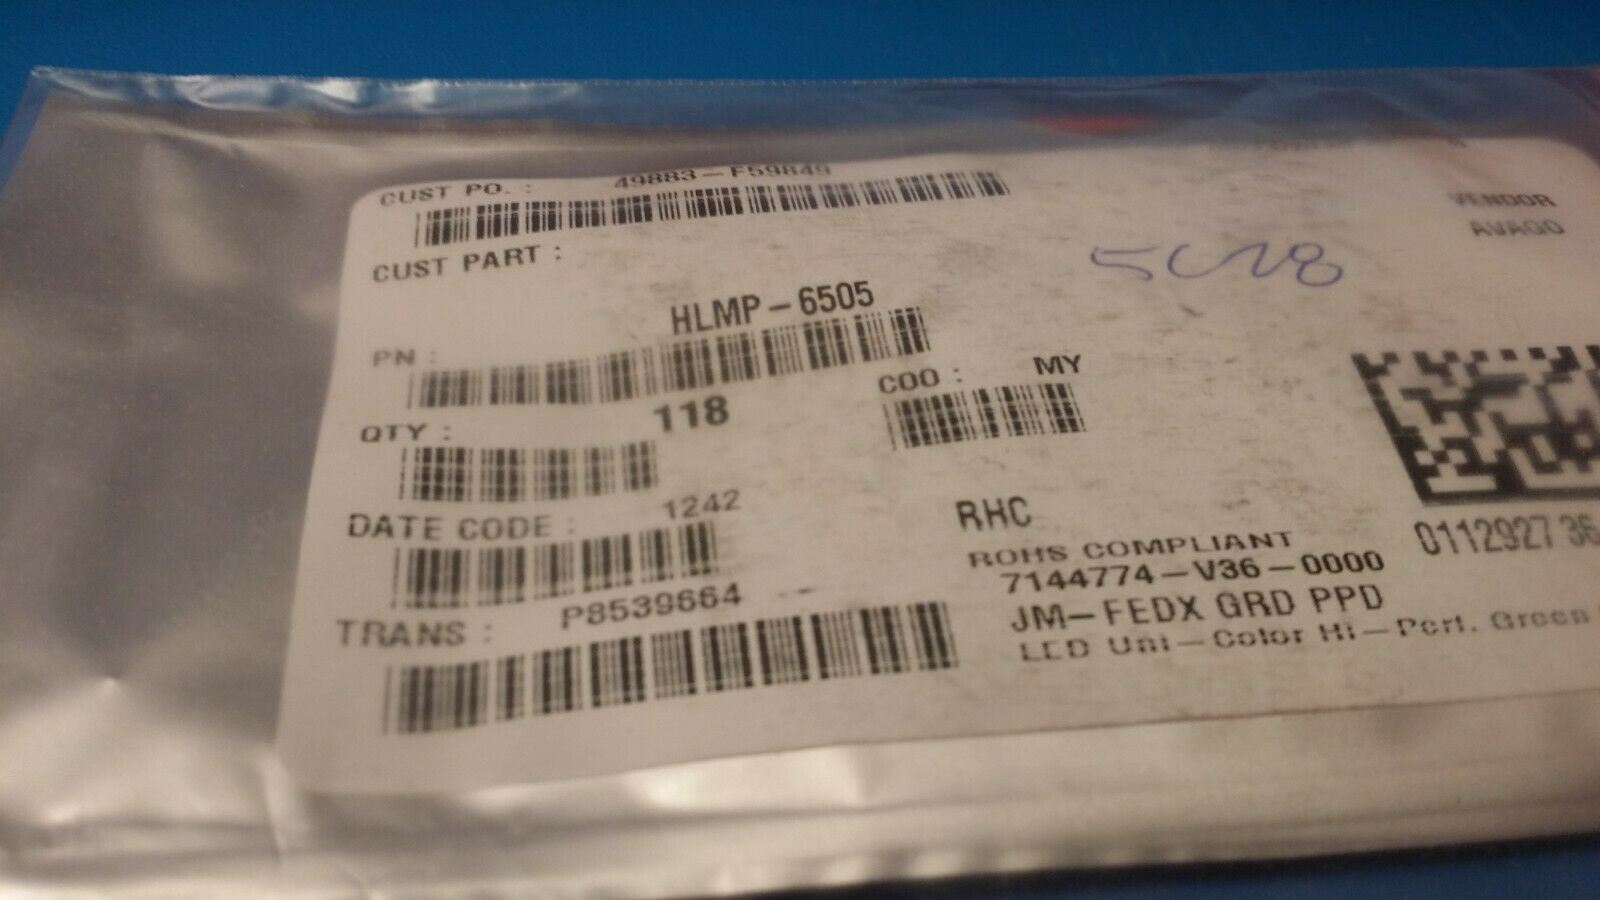 CUST PO. : 49883-F59849
VENDOR
AVAGO
CUST PART :
HLMP-6505
PN :
COO : MY
QTY : 118
DATE CODE : 1242
RHC
ROHS COMPLIANT
7144774-V36-0000
JM-FEDX GRD PPD
LED Uni-Color Hi-Perf. Green
0112927 36
TRANS : P8539664